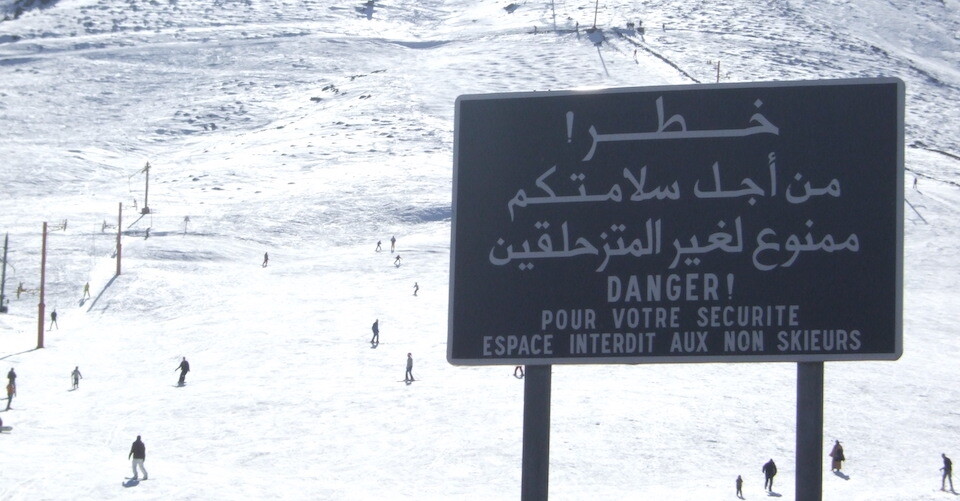 خطر!
من أجل سلامتكم
ممنوع لغير المتزحلقين
DANGER!
POUR VOTRE SECURITE
ESPACE INTERDIT AUX NON SKIEURS